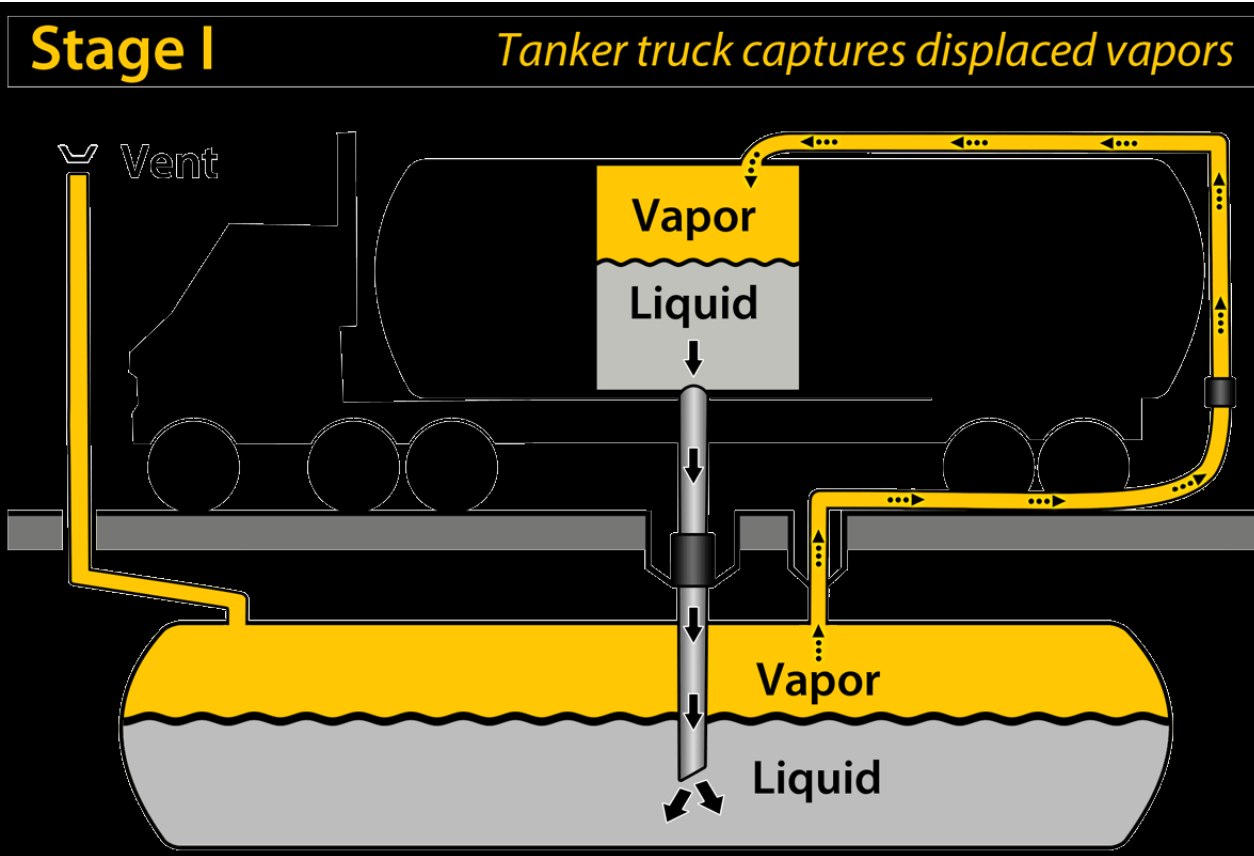 Stage I
Tanker truck captures displaced vapors
Vent
Vapor
Liquid
Vapor
Liquid